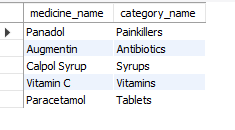 medicine_name category_name
Panadol Painkillers
Augmentin Antibiotics
Calpol Syrup Syrups
Vitamin C Vitamins
Paracetamol Tablets